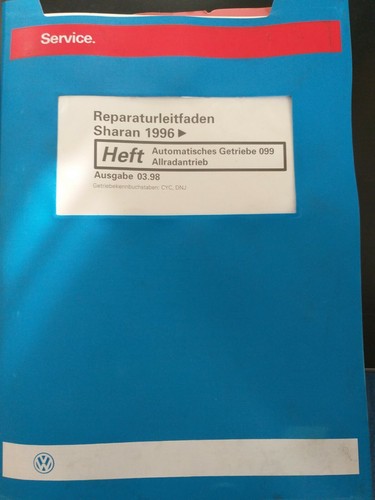 Service.
Reparaturleitfaden
Sharan 1996 ▶
Heft Automatisches Getriebe 099
Allradantrieb
Ausgabe 03.98
Getriebekennbuchstaben: CYC, DNJ